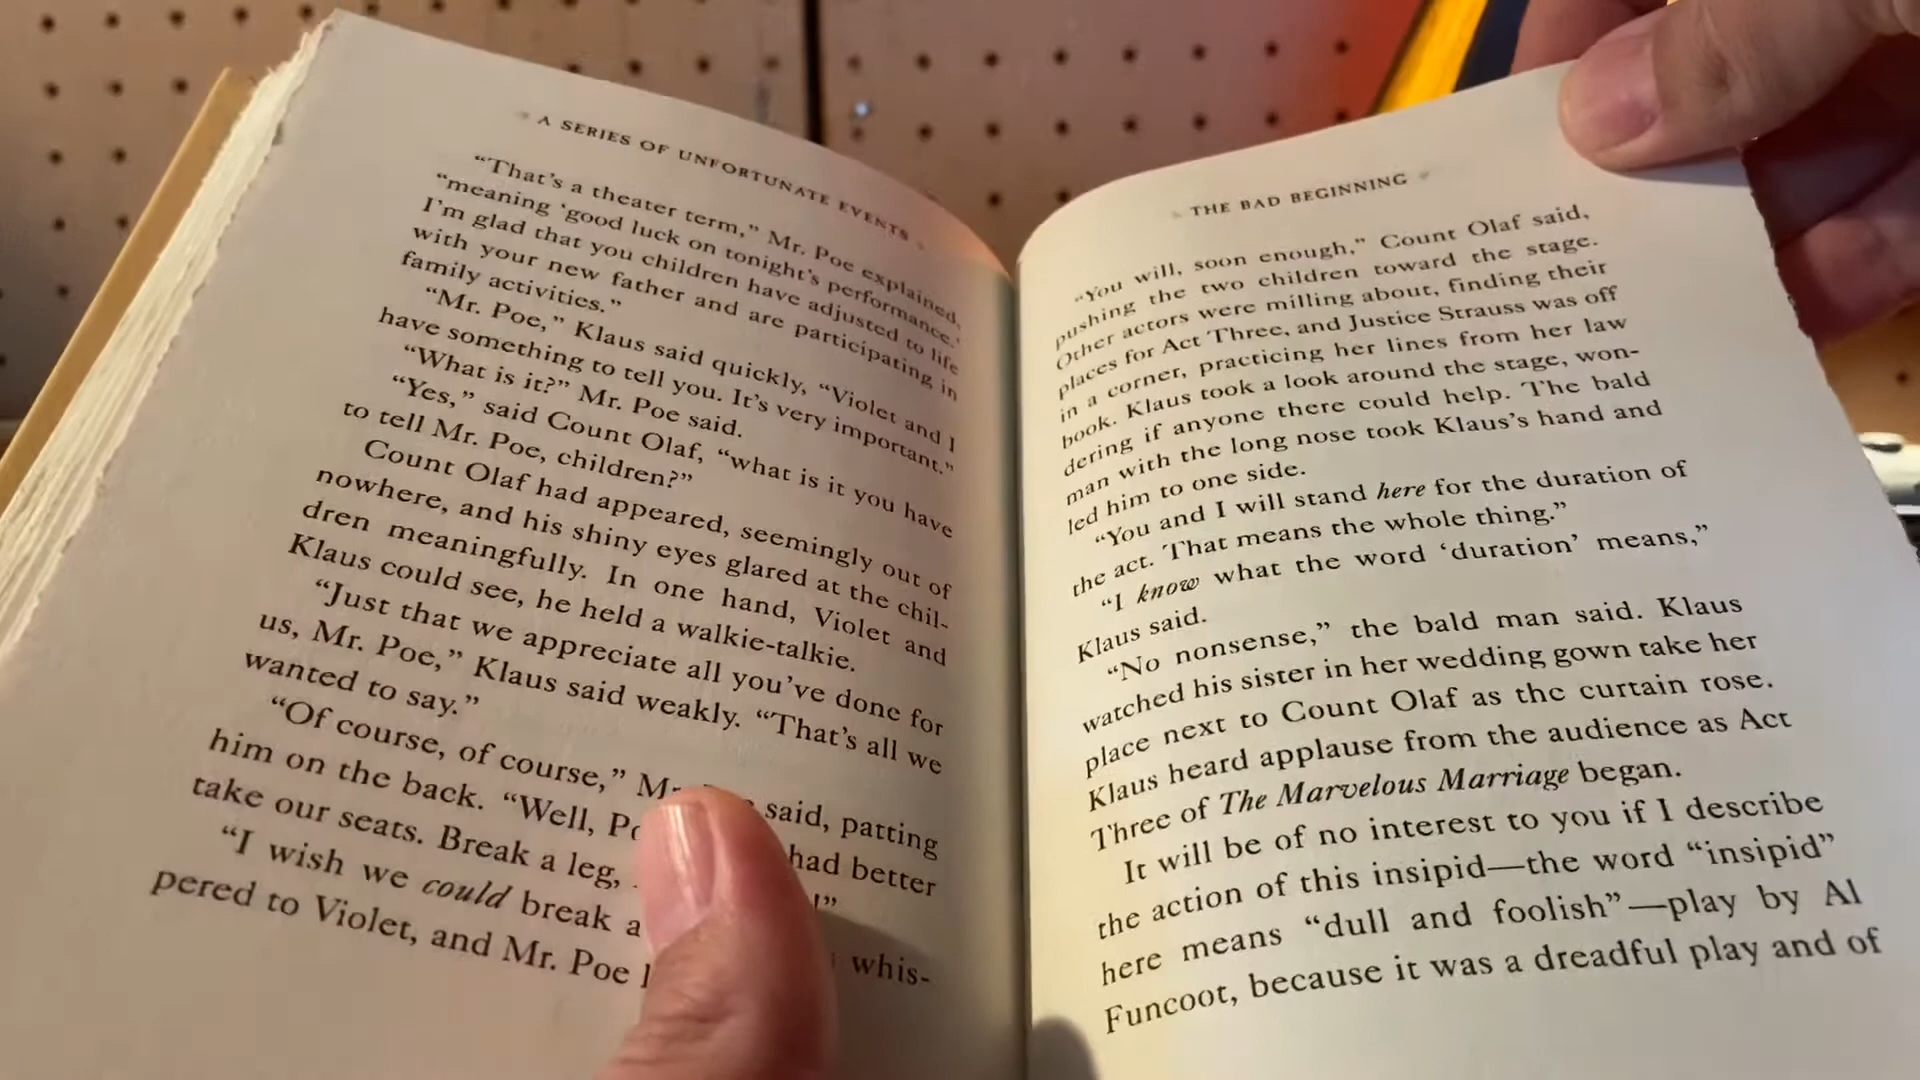 A SERIES OF UNFORTUNATE EVENTS
“That’s a theater term,” Mr. Poe explained,
“meaning ‘good luck on tonight’s performance.’
I’m glad that you children have adjusted to life
with your new father and are participating in
family activities.”
“Mr. Poe,” Klaus said quickly, “Violet and I
have something to tell you. It’s very important.”
“What is it?” Mr. Poe said.
“Yes,” said Count Olaf, “what is it you have
to tell Mr. Poe, children?”
Count Olaf had appeared, seemingly out of
nowhere, and his shiny eyes glared at the chil-
dren meaningfully. In one hand, Violet and
Klaus could see, he held a walkie-talkie.
“Just that we appreciate all you’ve done for
us, Mr. Poe,” Klaus said weakly. “That’s all we
wanted to say.”
“Of course, of course,” Mr. said, patting
him on the back. “Well, had better
take our seats. Break a leg, !”
“I wish we could break a whis-
pered to Violet, and Mr. Poe
THE BAD BEGINNING
“You will, soon enough,” Count Olaf said,
pushing the two children toward the stage.
Other actors were milling about, finding their
places for Act Three, and Justice Strauss was off
in a corner, practicing her lines from her law
book. Klaus took a look around the stage, won-
dering if anyone there could help. The bald
man with the long nose took Klaus’s hand and
led him to one side.
“You and I will stand here for the duration of
the act. That means the whole thing.”
“I know what the word ‘duration’ means,”
Klaus said.
“No nonsense,” the bald man said. Klaus
watched his sister in her wedding gown take her
place next to Count Olaf as the curtain rose.
Klaus heard applause from the audience as Act
Three of The Marvelous Marriage began.
It will be of no interest to you if I describe
the action of this insipid—the word “insipid”
here means “dull and foolish”—play by Al
Funcoot, because it was a dreadful play and of